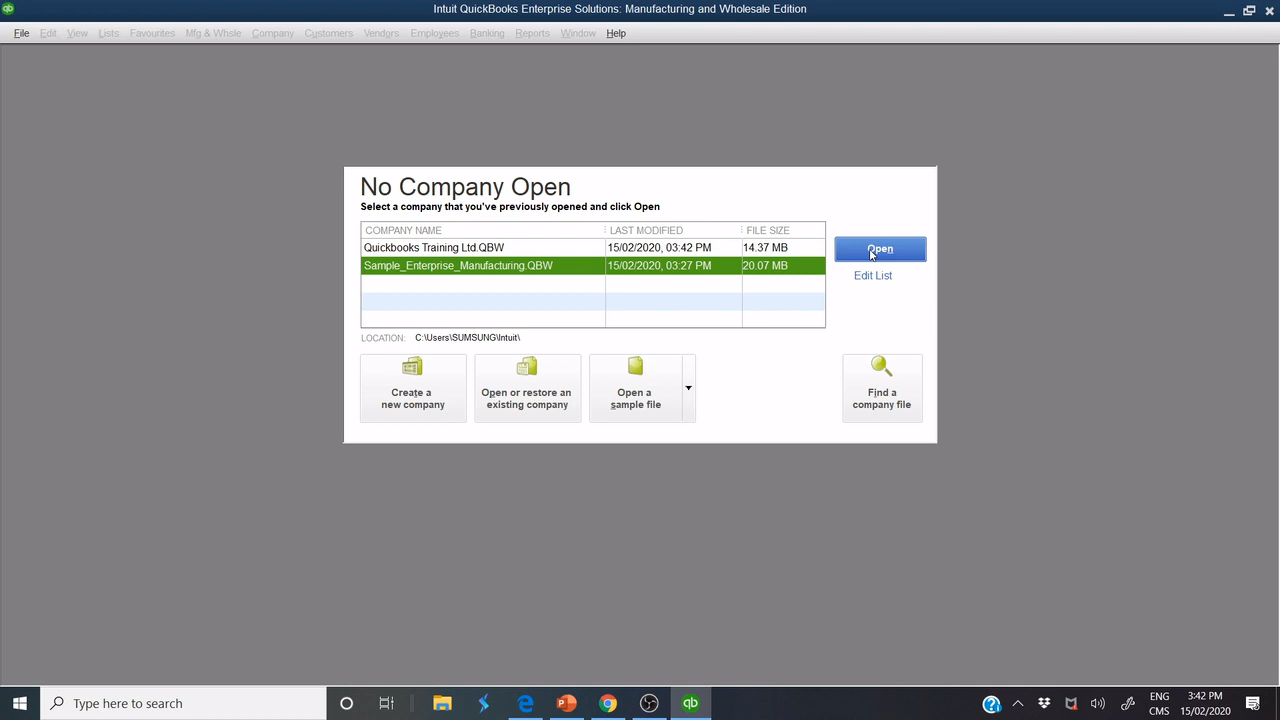 Intuit QuickBooks Enterprise Solutions: Manufacturing and Wholesale Edition
File Edit View Lists Favourites Mfg & Whsle Company Customers Vendors Employees Banking Reports Window Help
No Company Open
Select a company that you've previously opened and click Open
COMPANY NAME LAST MODIFIED FILE SIZE
Quickbooks Training Ltd.QBW 15/02/2020, 03:42 PM 14.37 MB
Sample_Enterprise_Manufacturing.QBW 15/02/2020, 03:27 PM 20.07 MB
Open
Edit List
LOCATION: C:\Users\SUMSUNG\Intuit\
Create a
new company
Open or restore an
existing company
Open a
sample file
Find a
company file
Type here to search
ENG
CMS
3:42 PM
15/02/2020